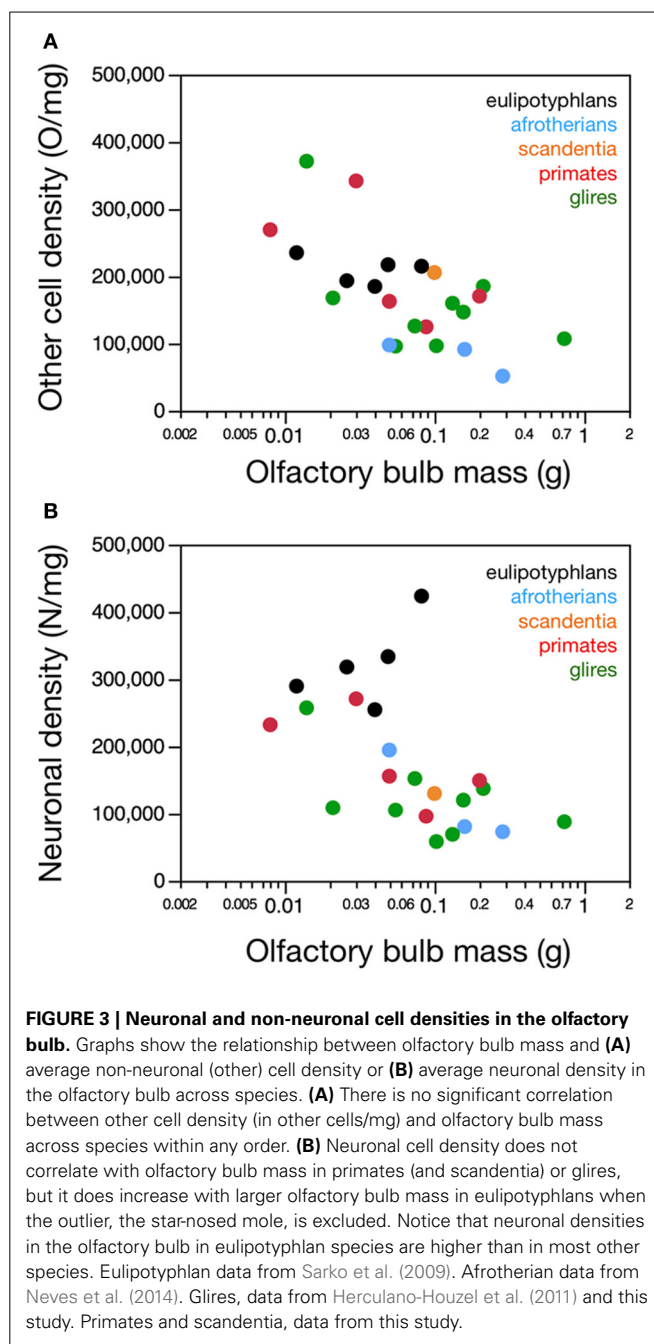 A
500,000
400,000
300,000
200,000
100,000
0
Other cell density (O/mg)
eulipotyphlans
afrotherians
scandentia
primates
glires
0.002 0.005 0.01 0.03 0.06 0.1 0.2 0.4 0.7 1 2
Olfactory bulb mass (g)
B
500,000
400,000
300,000
200,000
100,000
0
Neuronal density (N/mg)
eulipotyphlans
afrotherians
scandentia
primates
glires
0.002 0.005 0.01 0.03 0.06 0.1 0.2 0.4 0.7 1 2
Olfactory bulb mass (g)
FIGURE 3 | Neuronal and non-neuronal cell densities in the olfactory
bulb. Graphs show the relationship between olfactory bulb mass and (A)
average non-neuronal (other) cell density or (B) average neuronal density in
the olfactory bulb across species. (A) There is no significant correlation
between other cell density (in other cells/mg) and olfactory bulb mass
across species within any order. (B) Neuronal cell density does not
correlate with olfactory bulb mass in primates (and scandentia) or glires,
but it does increase with larger olfactory bulb mass in eulipotyphlans when
the outlier, the star-nosed mole, is excluded. Notice that neuronal densities
in the olfactory bulb in eulipotyphlan species are higher than in most other
species. Eulipotyphlan data from Sarko et al. (2009). Afrotherian data from
Neves et al. (2014). Glires, data from Herculano-Houzel et al. (2011) and this
study. Primates and scandentia, data from this study.